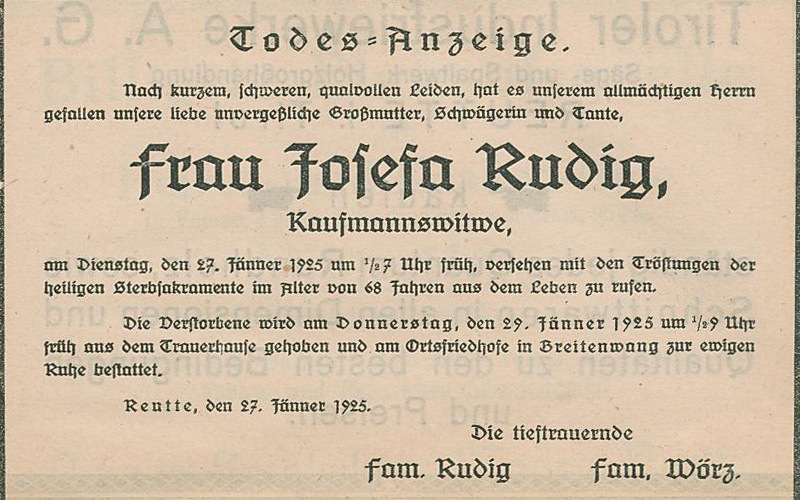 Todes-Anzeige.
Nach kurzem, schweren, qualvollen Leiden, hat es unserem allmächtigen Herrn
gefallen unsere liebe unvergeßliche Großmutter, Schwägerin und Tante,
Frau Josefa Rudig,
Kaufmannswitwe,
am Dienstag, den 27. Jänner 1925 um 1/27 Uhr früh, versehen mit den Tröstungen der
heiligen Sterbsakramente im Alter von 68 Jahren aus dem Leben zu rufen.
Die Verstorbene wird am Donnerstag, den 29. Jänner 1925 um 1/29 Uhr
früh aus dem Trauerhause gehoben und am Ortsfriedhofe in Breitenwang zur ewigen
Ruhe bestattet.
Reutte, den 27. Jänner 1925.
Die tieftrauernde
Fam. Rudig Fam. Wörz.